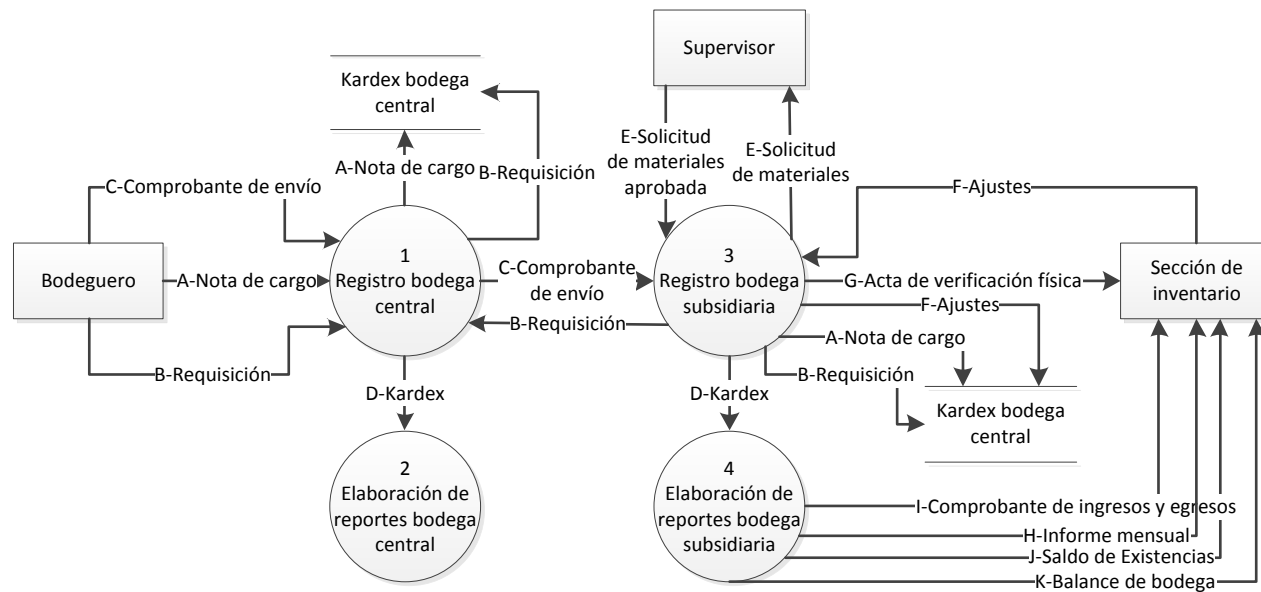 Supervisor
Kardex bodega
central
E-Solicitud
de materiales
aprobada
E-Solicitud
de materiales
A-Nota de cargo
B-Requisición
C-Comprobante de envío
F-Ajustes
Bodeguero
A-Nota de cargo
1
Registro bodega
central
C-Comprobante
de envío
3
Registro bodega
subsidiaria
G-Acta de verificación física
Sección de
inventario
F-Ajustes
B-Requisición
A-Nota de cargo
B-Requisición
B-Requisición
D-Kardex
D-Kardex
Kardex bodega
central
2
Elaboración de
reportes bodega
central
4
Elaboración de
reportes bodega
subsidiaria
I-Comprobante de ingresos y egresos
H-Informe mensual
J-Saldo de Existencias
K-Balance de bodega